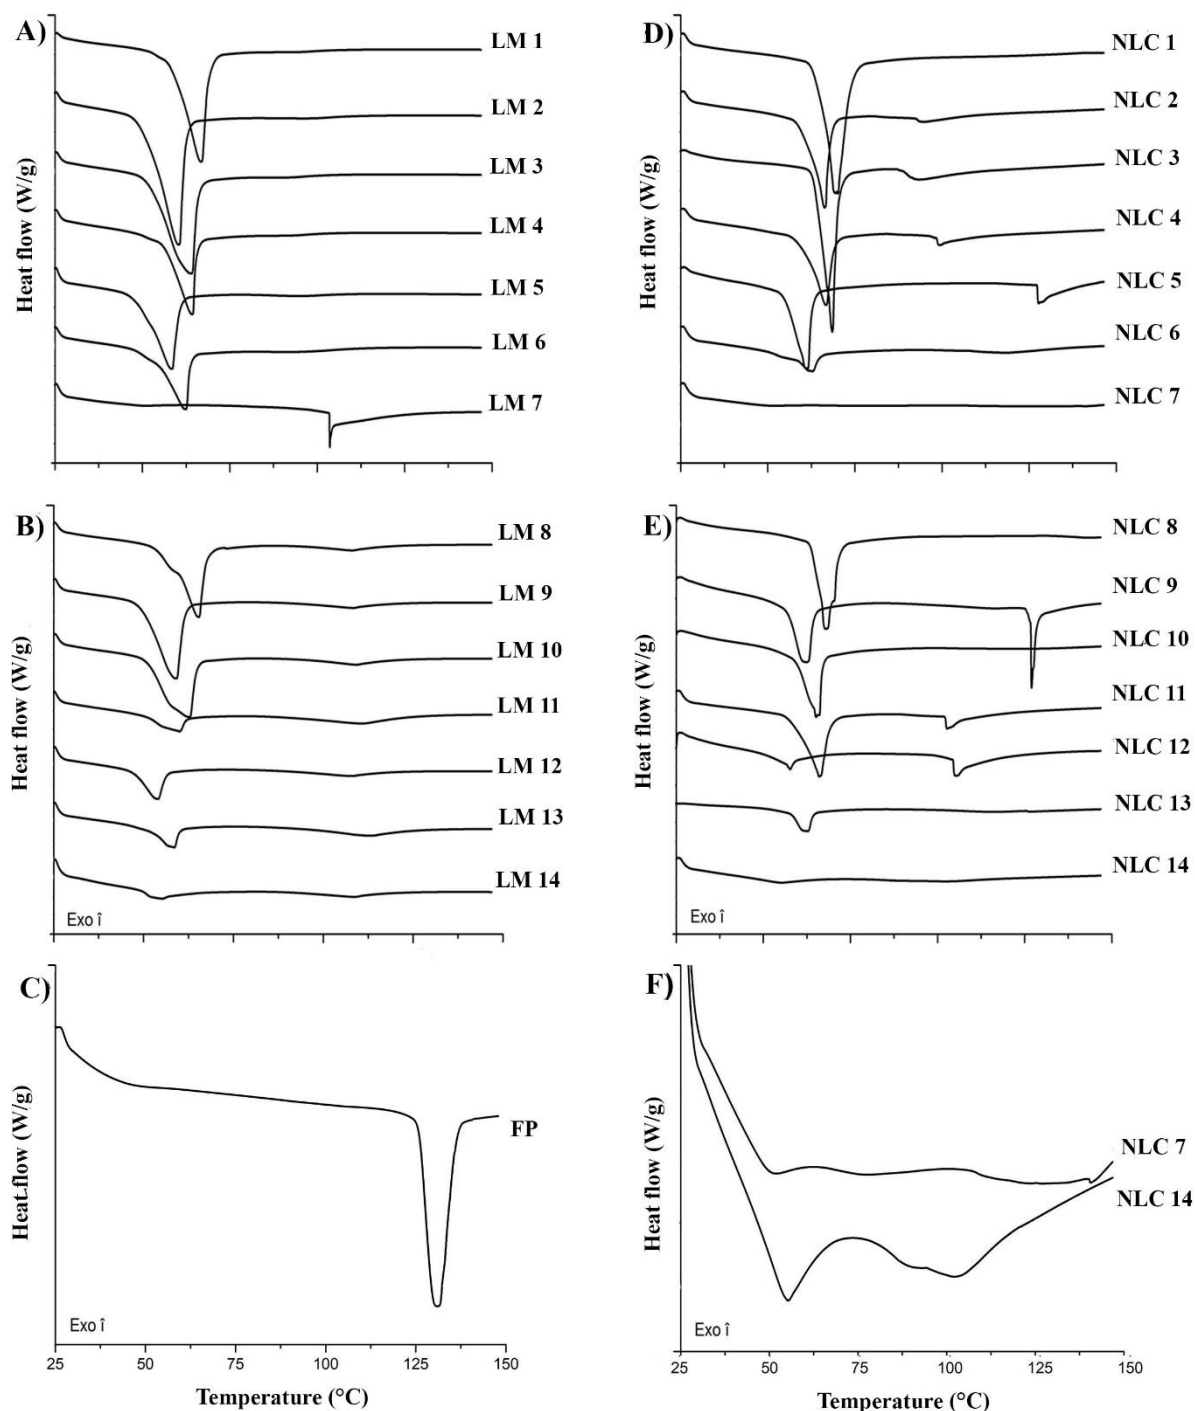 A)
LM 1
LM 2
LM 3
LM 4
LM 5
LM 6
LM 7
Heat flow (W/g)
D)
NLC 1
NLC 2
NLC 3
NLC 4
NLC 5
NLC 6
NLC 7
Heat flow (W/g)
B)
LM 8
LM 9
LM 10
LM 11
LM 12
LM 13
LM 14
Heat flow (W/g)
Exo î
E)
NLC 8
NLC 9
NLC 10
NLC 11
NLC 12
NLC 13
NLC 14
Heat flow (W/g)
Exo î
C)
FP
Heat.flow (W/g)
Exo î
25 50 75 100 125 150
Temperature (°C)
F)
NLC 7
NLC 14
Heat flow (W/g)
Exo î
25 50 75 100 125 150
Temperature (°C)